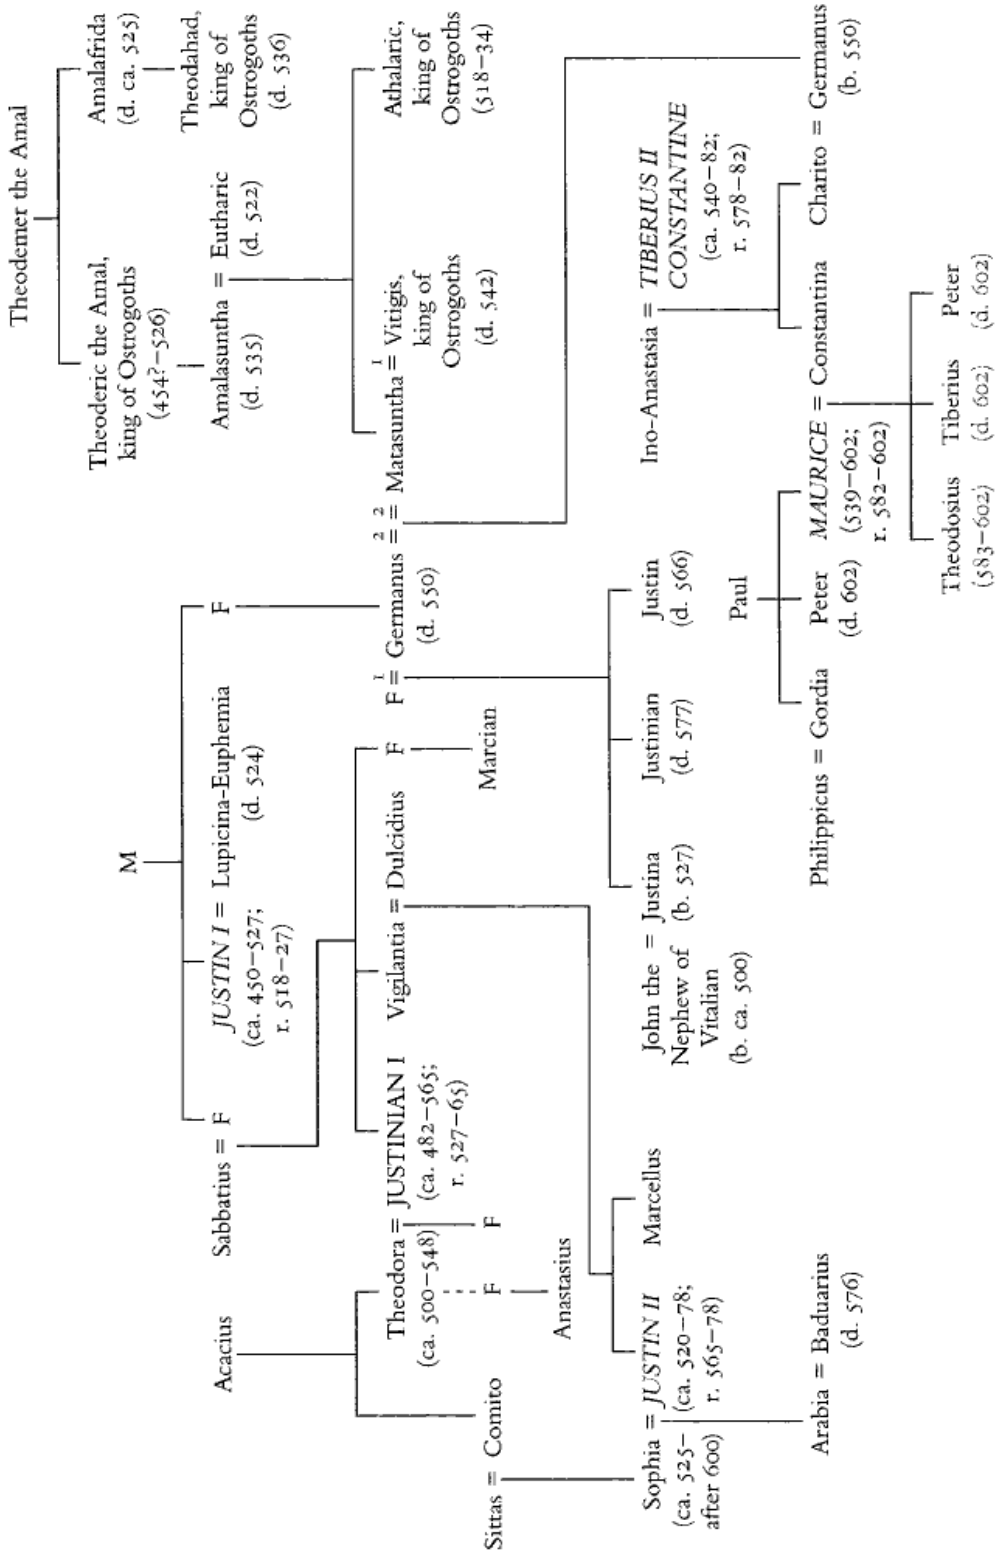 Theodemer the Amal
M
Theoderic the Amal,
king of Ostrogoths
(454?–526)
Amalafrida
(d. ca. 525)
Acacius
Sabbatius = F
JUSTIN I = Lupicina-Euphemia
(ca. 450–527;
r. 518–27)
(d. 524)
F
Amalasuntha = Eutharic
(d. 535)
(d. 522)
Theodahad,
king of
Ostrogoths
(d. 536)
Theodora = JUSTINIAN I
(ca. 500–548)
(ca. 482–565;
r. 527–65)
Vigilantia = Dulcidius
F
F 1= Germanus 2= 2= Matasuntha 1= Vitigis,
(d. 550)
king of
Ostrogoths
(d. 542)
Athalaric,
king of
Ostrogoths
(518–34)
Sittas = Comito
F
F
Marcian
Anastasius
Sophia = JUSTIN II
(ca. 525–
after 600)
(ca. 520–78;
r. 565–78)
Marcellus
John the = Justina
Nephew of
Vitalian
(b. ca. 500)
(b. 527)
Justinian
(d. 577)
Justin
(d. 566)
Ino-Anastasia = TIBERIUS II
CONSTANTINE
(ca. 540–82;
r. 578–82)
Paul
Arabia = Baduarius
(d. 576)
Philippicus = Gordia
Peter
(d. 602)
MAURICE = Constantina
(539–602;
r. 582–602)
Charito = Germanus
(b. 550)
Theodosius
(583–602)
Tiberius
(d. 602)
Peter
(d. 602)